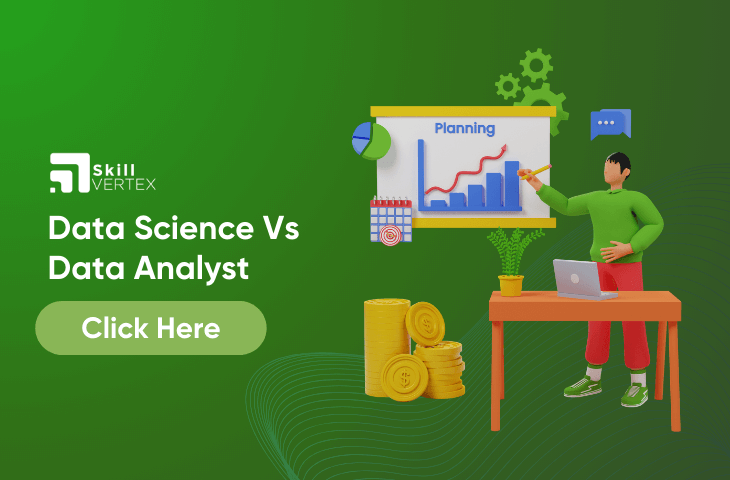 Skill
VERTEX
Data Science Vs
Data Analyst
Click Here
Planning